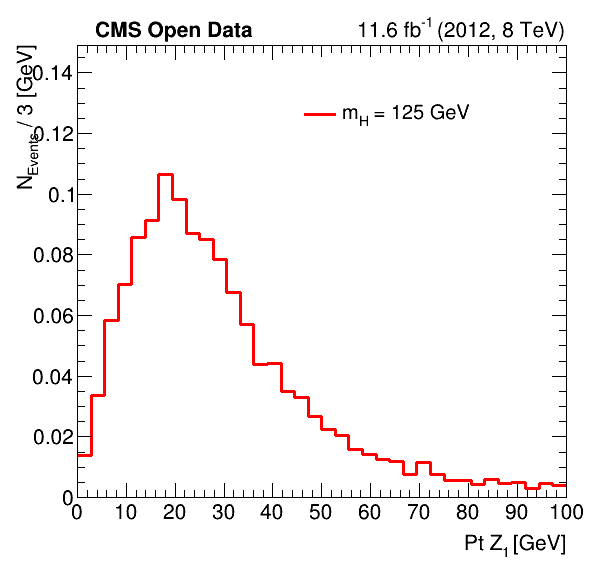 CMS Open Data
11.6 fb⁻¹ (2012, 8 TeV)
N_Events / 3 [GeV]
m_H = 125 GeV
0.14
0.12
0.1
0.08
0.06
0.04
0.02
0
0 10 20 30 40 50 60 70 80 90 100
Pt Z₁ [GeV]